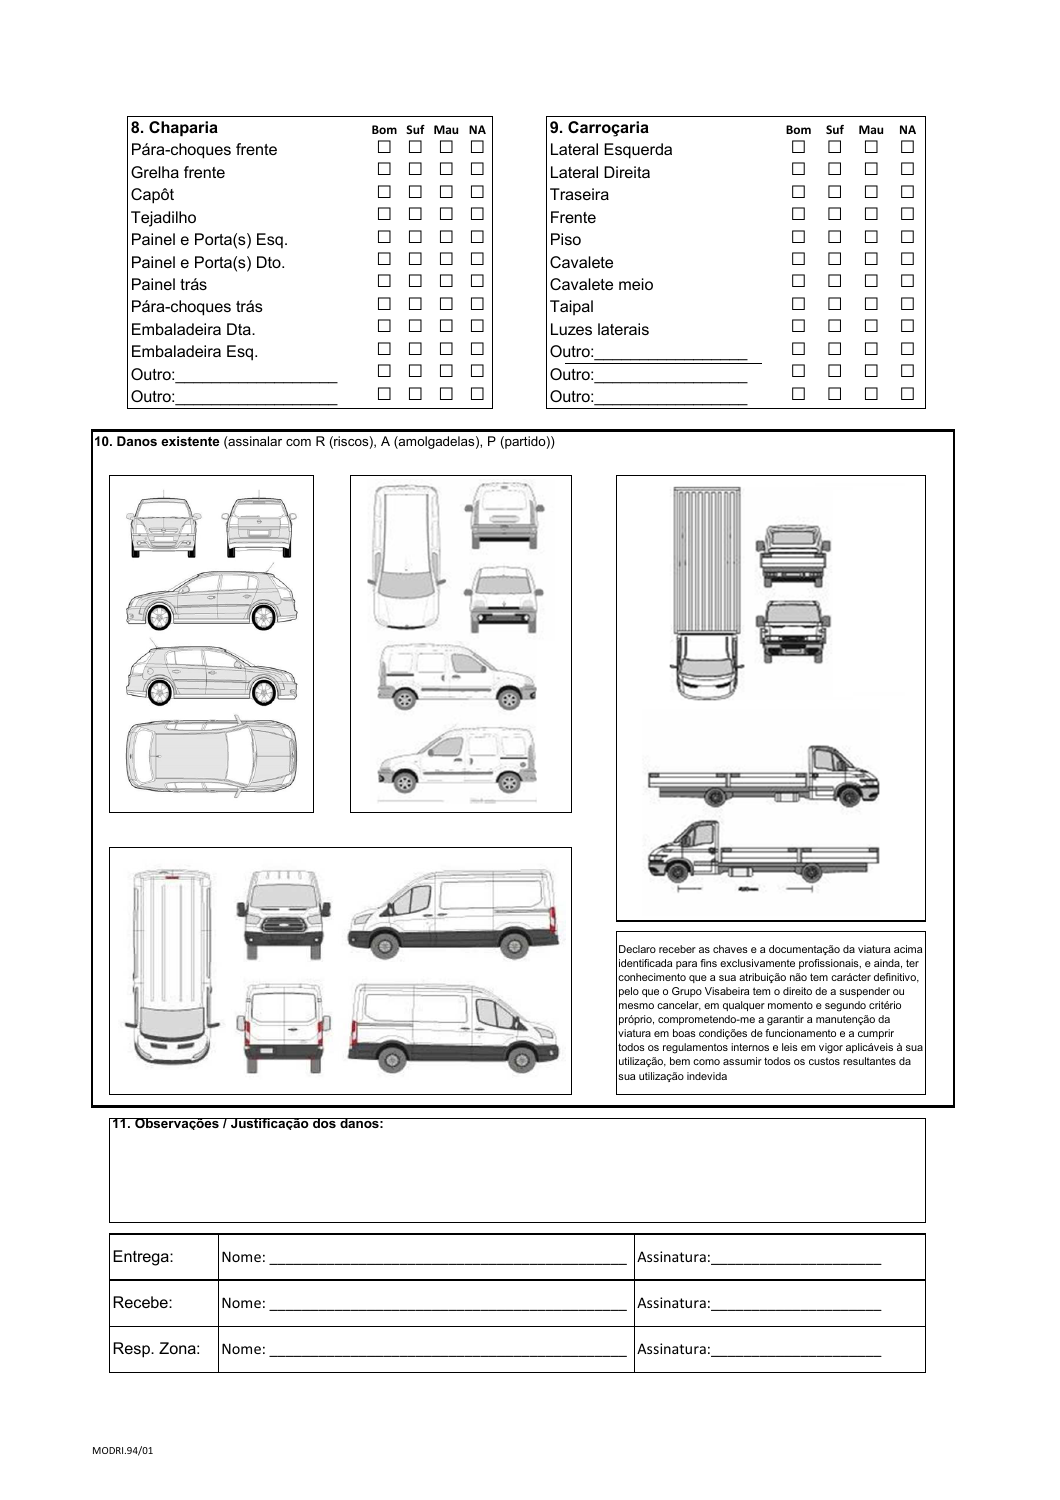 8. Chaparia Bom Suf Mau NA
Pára-choques frente ☐ ☐ ☐ ☐
Grelha frente ☐ ☐ ☐ ☐
Capôt ☐ ☐ ☐ ☐
Tejadilho ☐ ☐ ☐ ☐
Painel e Porta(s) Esq. ☐ ☐ ☐ ☐
Painel e Porta(s) Dto. ☐ ☐ ☐ ☐
Painel trás ☐ ☐ ☐ ☐
Pára-choques trás ☐ ☐ ☐ ☐
Embaladeira Dta. ☐ ☐ ☐ ☐
Embaladeira Esq. ☐ ☐ ☐ ☐
Outro:__________________ ☐ ☐ ☐ ☐
Outro:__________________ ☐ ☐ ☐ ☐
9. Carroçaria Bom Suf Mau NA
Lateral Esquerda ☐ ☐ ☐ ☐
Lateral Direita ☐ ☐ ☐ ☐
Traseira ☐ ☐ ☐ ☐
Frente ☐ ☐ ☐ ☐
Piso ☐ ☐ ☐ ☐
Cavalete ☐ ☐ ☐ ☐
Cavalete meio ☐ ☐ ☐ ☐
Taipal ☐ ☐ ☐ ☐
Luzes laterais ☐ ☐ ☐ ☐
Outro:_________________ ☐ ☐ ☐ ☐
Outro:_________________ ☐ ☐ ☐ ☐
Outro:_________________ ☐ ☐ ☐ ☐
10. Danos existente (assinalar com R (riscos), A (amolgadelas), P (partido))
Declaro receber as chaves e a documentação da viatura acima
identificada para fins exclusivamente profissionais, e ainda, ter
conhecimento que a sua atribuição não tem carácter definitivo,
pelo que o Grupo Visabeira tem o direito de a suspender ou
mesmo cancelar, em qualquer momento e segundo critério
próprio, comprometendo-me a garantir a manutenção da
viatura em boas condições de funcionamento e a cumprir
todos os regulamentos internos e leis em vigor aplicáveis à sua
utilização, bem como assumir todos os custos resultantes da
sua utilização indevida
11. Observações / Justificação dos danos:
Entrega: Nome: ____________________________________________ Assinatura:_____________________
Recebe: Nome: ____________________________________________ Assinatura:_____________________
Resp. Zona: Nome: ____________________________________________ Assinatura:_____________________
MODRI.94/01